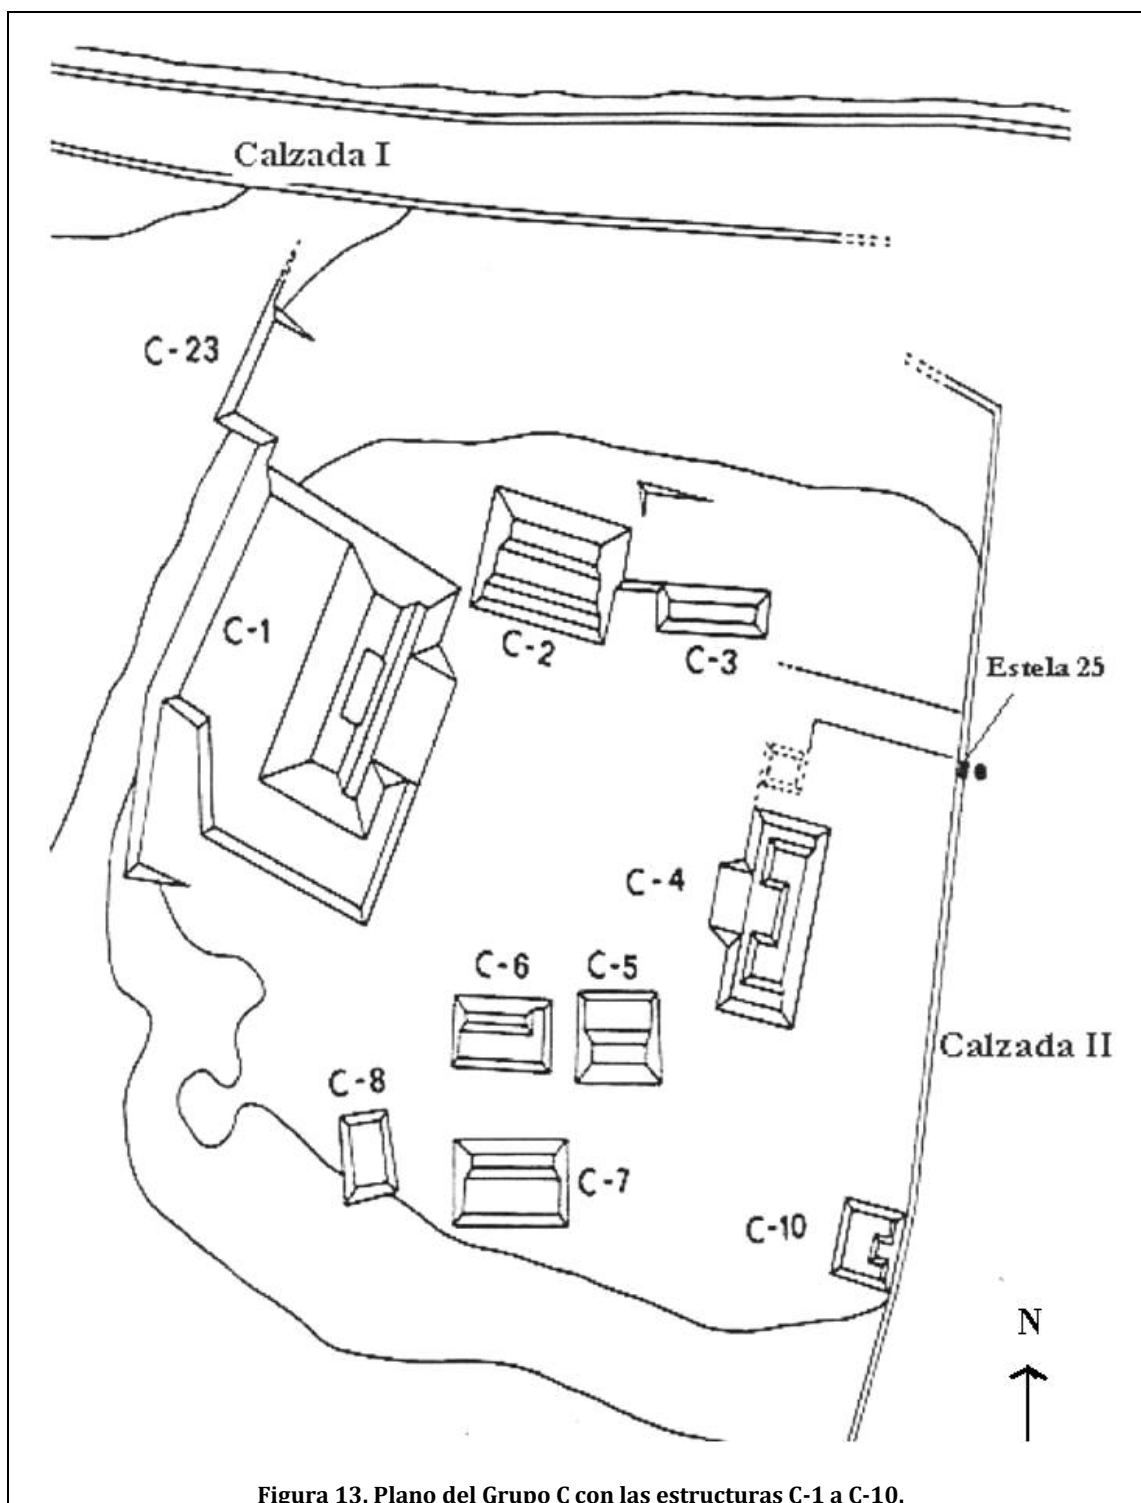 Calzada I
C-23
C-1
C-2
C-3
Estela 25
C-4
C-6
C-5
Calzada II
C-8
C-7
C-10
N
Figura 13. Plano del Grupo C con las estructuras C-1 a C-10.